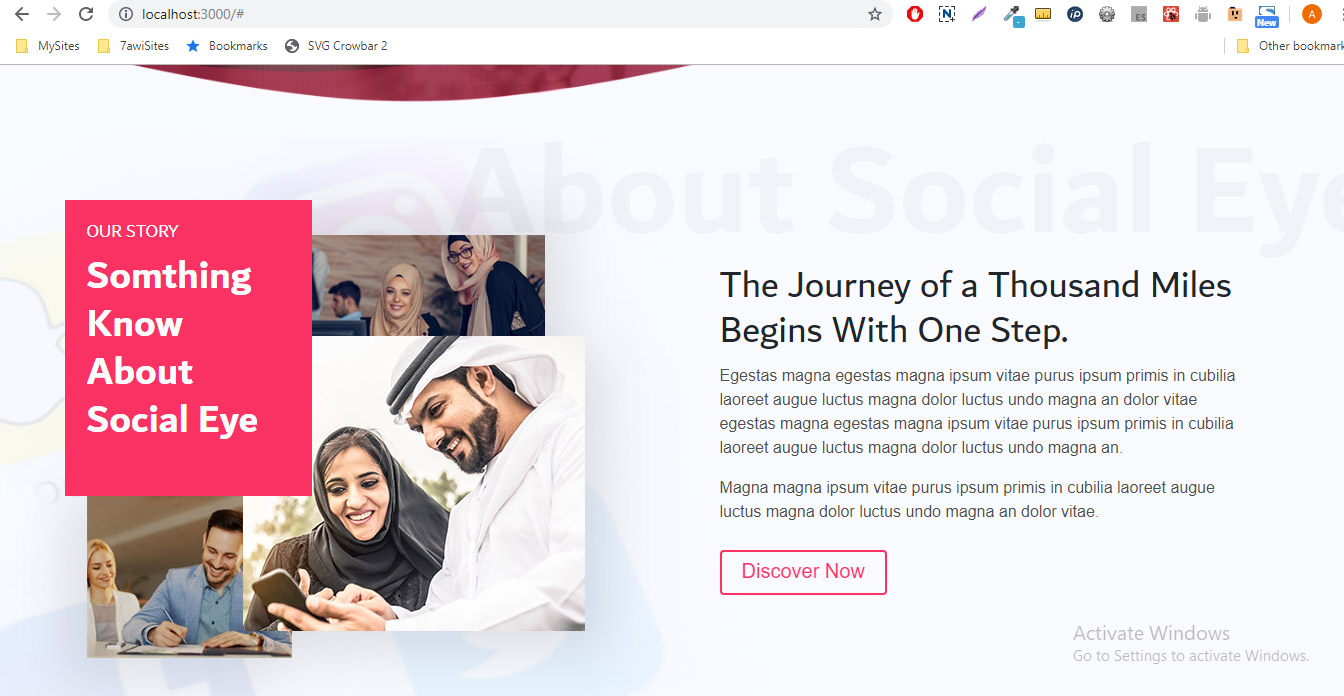 localhost:3000/#
New
A
MySites
7awiSites
Bookmarks
SVG Crowbar 2
Other bookmark
About Social Eye
OUR STORY
Somthing
Know
About
Social Eye
The Journey of a Thousand Miles
Begins With One Step.
Egestas magna egestas magna ipsum vitae purus ipsum primis in cubilia
laoreet augue luctus magna dolor luctus undo magna an dolor vitae
egestas magna egestas magna ipsum vitae purus ipsum primis in cubilia
laoreet augue luctus magna dolor luctus undo magna an.
Magna magna ipsum vitae purus ipsum primis in cubilia laoreet augue
luctus magna dolor luctus undo magna an dolor vitae.
Discover Now
Activate Windows
Go to Settings to activate Windows.